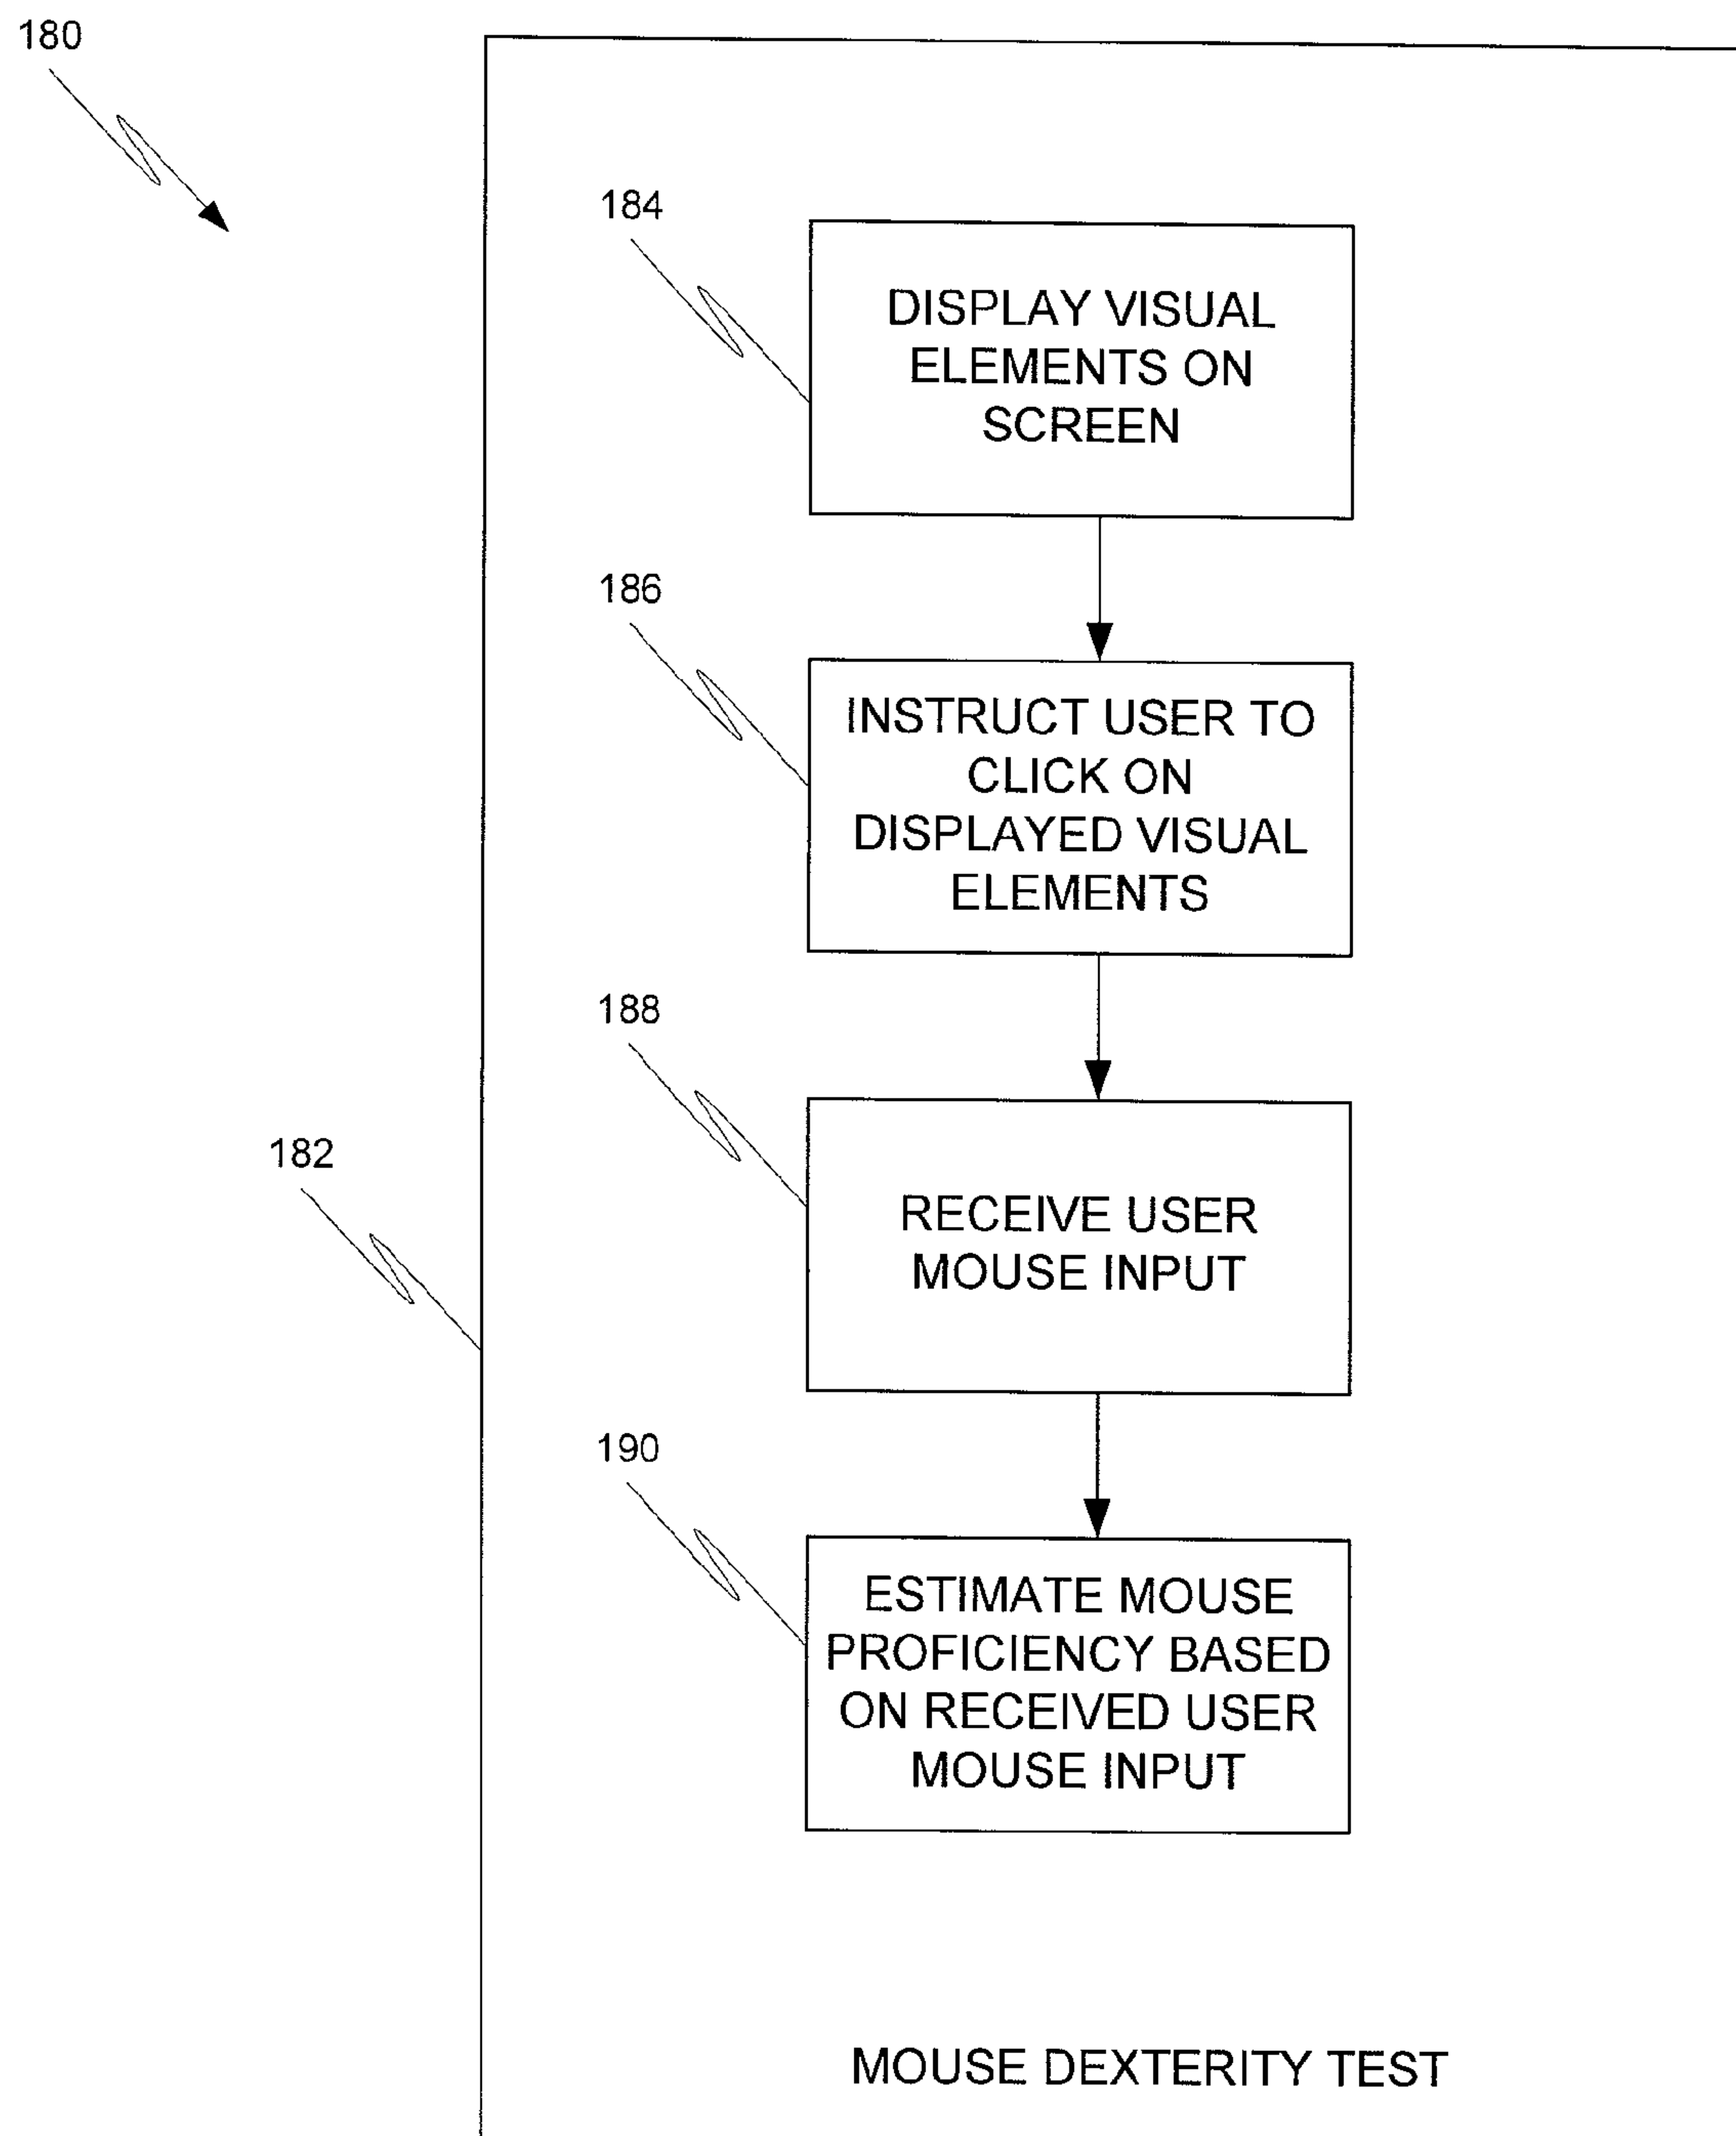 180
184
DISPLAY VISUAL
ELEMENTS ON
SCREEN
186
INSTRUCT USER TO
CLICK ON
DISPLAYED VISUAL
ELEMENTS
188
RECEIVE USER
MOUSE INPUT
182
190
ESTIMATE MOUSE
PROFICIENCY BASED
ON RECEIVED USER
MOUSE INPUT
MOUSE DEXTERITY TEST